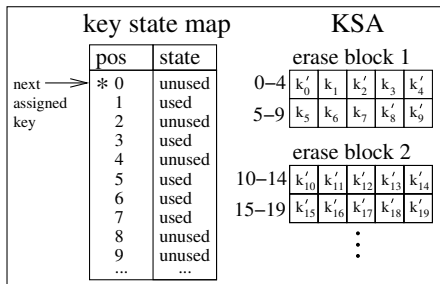 key state map KSA
pos state
next assigned key
* 0 unused
1 used
2 unused
3 used
4 unused
5 used
6 used
7 used
8 unused
9 unused
... ...
erase block 1
0–4 k′0 k1 k′2 k3 k′4
5–9 k5 k6 k7 k′8 k′9
erase block 2
10–14 k′10 k′11 k′12 k′13 k′14
15–19 k′15 k′16 k′17 k′18 k′19